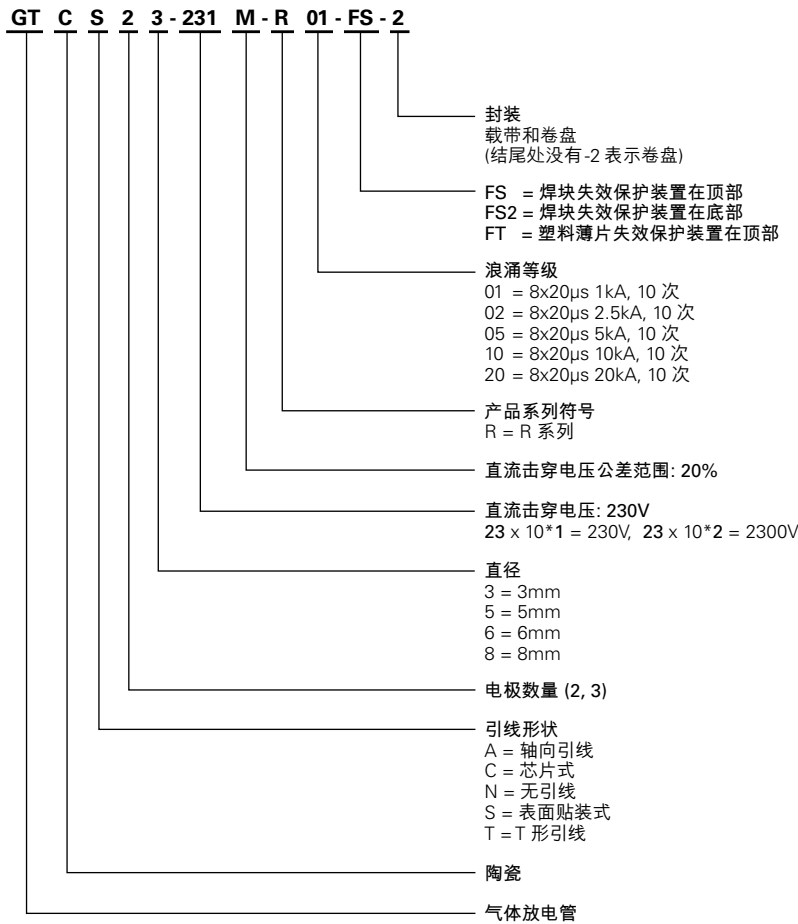 GT C S 2 3 - 231 M - R 01 - FS - 2
封装
载带和卷盘
(结尾处没有-2 表示卷盘)
FS = 焊块失效保护装置在顶部
FS2 = 焊块失效保护装置在底部
FT = 塑料薄片失效保护装置在顶部
浪涌等级
01 = 8x20µs 1kA, 10 次
02 = 8x20µs 2.5kA, 10 次
05 = 8x20µs 5kA, 10 次
10 = 8x20µs 10kA, 10 次
20 = 8x20µs 20kA, 10 次
产品系列符号
R = R 系列
直流击穿电压公差范围: 20%
直流击穿电压: 230V
23 x 10*1 = 230V, 23 x 10*2 = 2300V
直径
3 = 3mm
5 = 5mm
6 = 6mm
8 = 8mm
电极数量 (2, 3)
引线形状
A = 轴向引线
C = 芯片式
N = 无引线
S = 表面贴装式
T =T 形引线
陶瓷
气体放电管